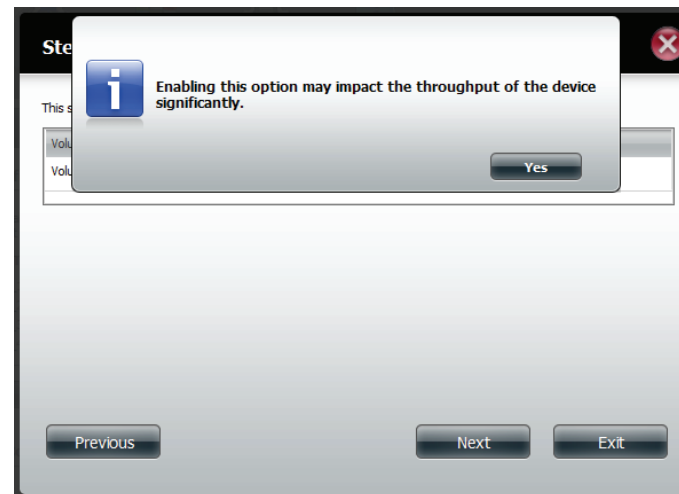 Ste
Enabling this option may impact the throughput of the device
significantly.
This s
Volu
Yes
Volu
Previous Next Exit